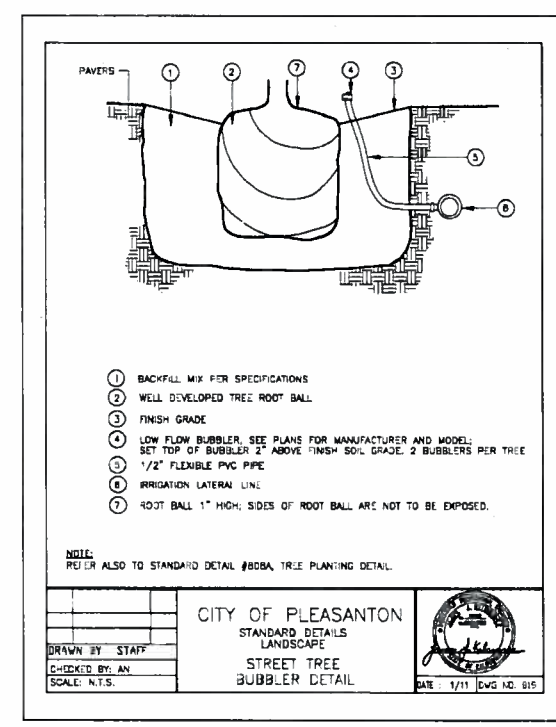 PAVERS
1 2 7 4 3
5
6
1 BACKFILL MIX PER SPECIFICATIONS
2 WELL DEVELOPED TREE ROOT BALL
3 FINISH GRADE
4 LOW FLOW BUBBLER, SEE PLANS FOR MANUFACTURER AND MODEL;
SET TOP OF BUBBLER 2" ABOVE FINISH SOIL GRADE. 2 BUBBLERS PER TREE
5 1/2" FLEXIBLE PVC PIPE
6 IRRIGATION LATERAL LINE
7 ROOT BALL 1" HIGH; SIDES OF ROOT BALL ARE NOT TO BE EXPOSED.
NOTE:
REFER ALSO TO STANDARD DETAIL #808A, TREE PLANTING DETAIL.
CITY OF PLEASANTON
STANDARD DETAILS
LANDSCAPE
STREET TREE
BUBBLER DETAIL
DRAWN BY STAFF
CHECKED BY: AN
SCALE: N.T.S.
DATE : 1/11 DWG NO. 815